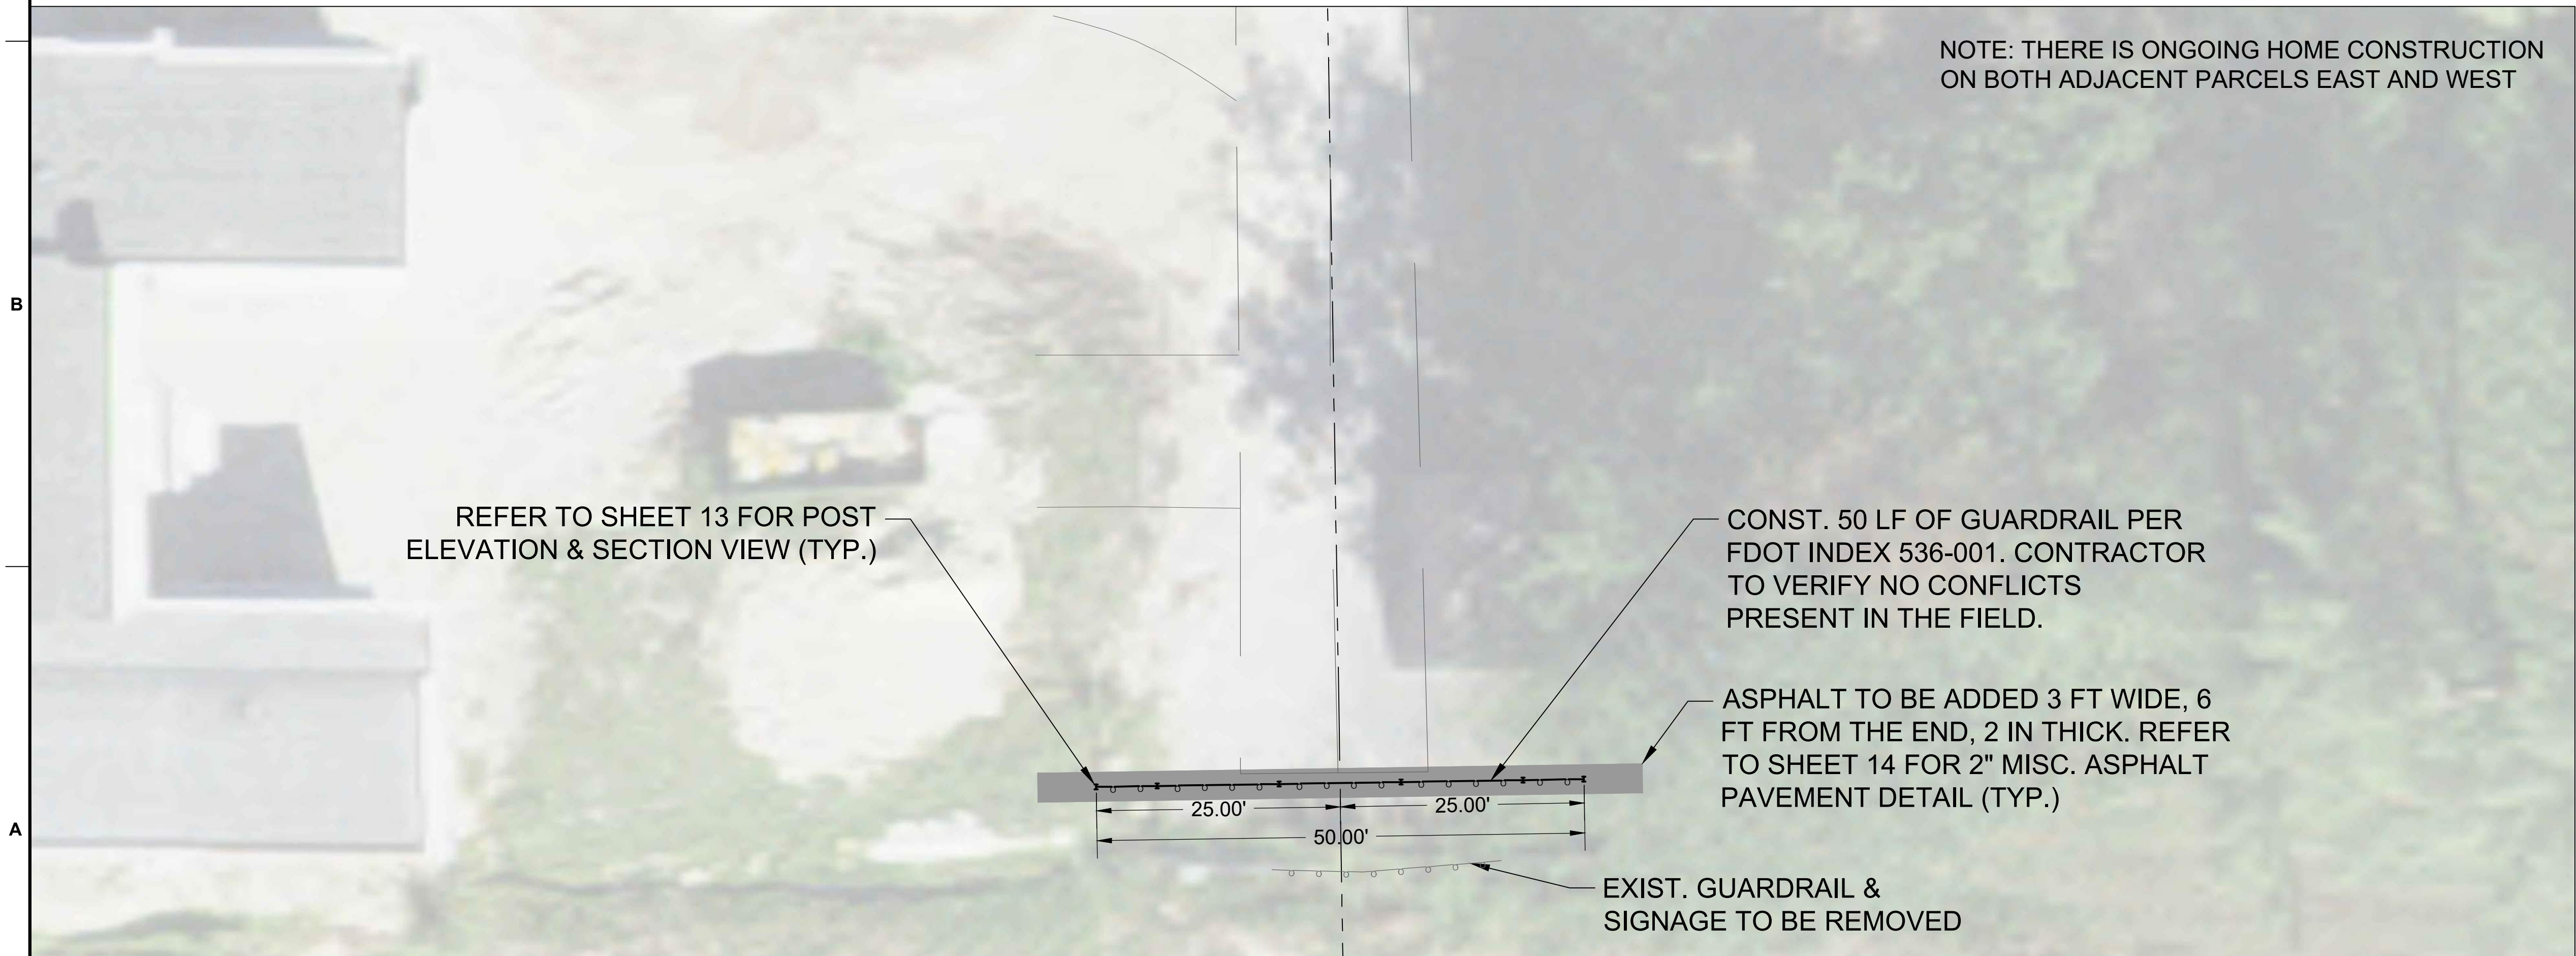 NOTE: THERE IS ONGOING HOME CONSTRUCTION
ON BOTH ADJACENT PARCELS EAST AND WEST
B
REFER TO SHEET 13 FOR POST
ELEVATION & SECTION VIEW (TYP.)
CONST. 50 LF OF GUARDRAIL PER
FDOT INDEX 536-001. CONTRACTOR
TO VERIFY NO CONFLICTS
PRESENT IN THE FIELD.
ASPHALT TO BE ADDED 3 FT WIDE, 6
FT FROM THE END, 2 IN THICK. REFER
TO SHEET 14 FOR 2" MISC. ASPHALT
PAVEMENT DETAIL (TYP.)
25.00'
25.00'
50.00'
A
EXIST. GUARDRAIL &
SIGNAGE TO BE REMOVED